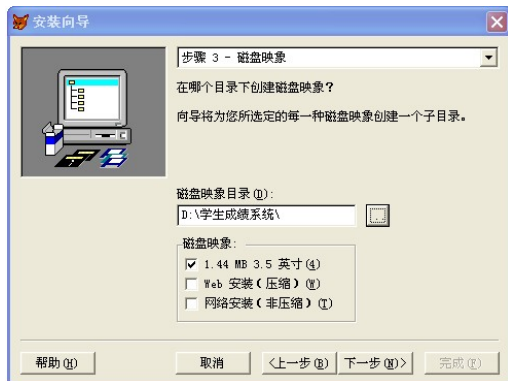 安装向导
步骤 3 - 磁盘映象
在哪个目录下创建磁盘映象？
向导将为您所选定的每一种磁盘映象创建一个子目录。
磁盘映象目录(D):
D:\学生成绩系统\
...
磁盘映象:
1.44 MB 3.5 英寸(4)
Web 安装(压缩)(W)
网络安装(非压缩)(T)
帮助(H) 取消 <上一步(B) 下一步(N)> 完成(F)